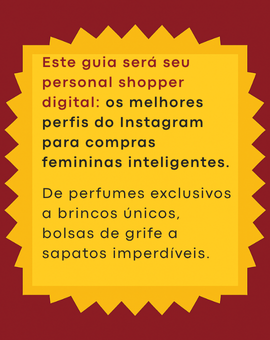 Este guia será seu
personal shopper
digital: os melhores
perfis do Instagram
para compras
femininas inteligentes.
De perfumes exclusivos
a brincos únicos,
bolsas de grife a
sapatos imperdíveis.